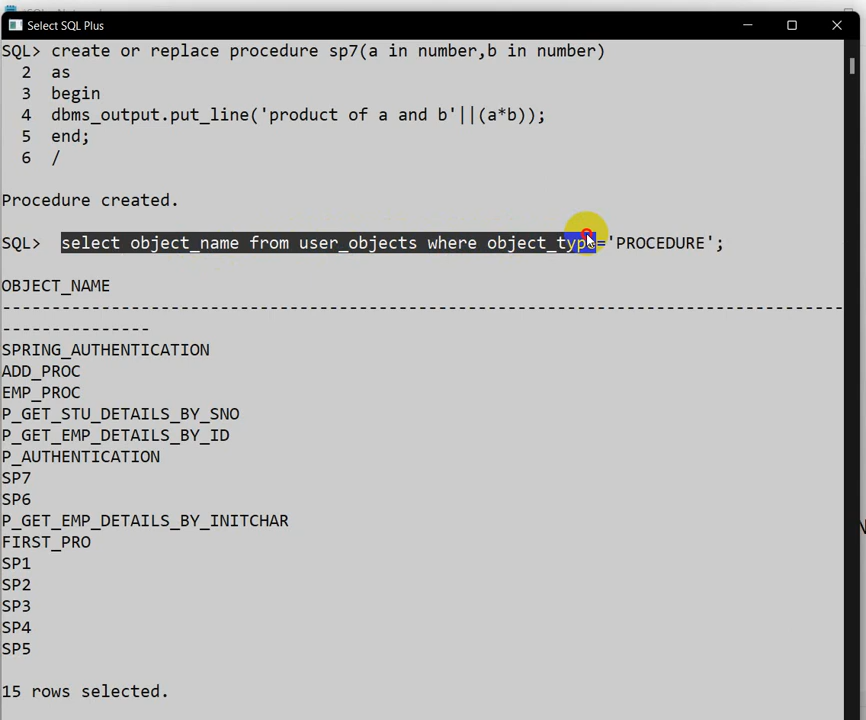 Select SQL Plus
SQL> create or replace procedure sp7(a in number,b in number)
2 as
3 begin
4 dbms_output.put_line('product of a and b'||(a*b));
5 end;
6 /
Procedure created.
SQL> select object_name from user_objects where object_type='PROCEDURE';
OBJECT_NAME
--------------------------------------------------------------------------------
---------------
SPRING_AUTHENTICATION
ADD_PROC
EMP_PROC
P_GET_STU_DETAILS_BY_SNO
P_GET_EMP_DETAILS_BY_ID
P_AUTHENTICATION
SP7
SP6
P_GET_EMP_DETAILS_BY_INITCHAR
FIRST_PRO
SP1
SP2
SP3
SP4
SP5
15 rows selected.